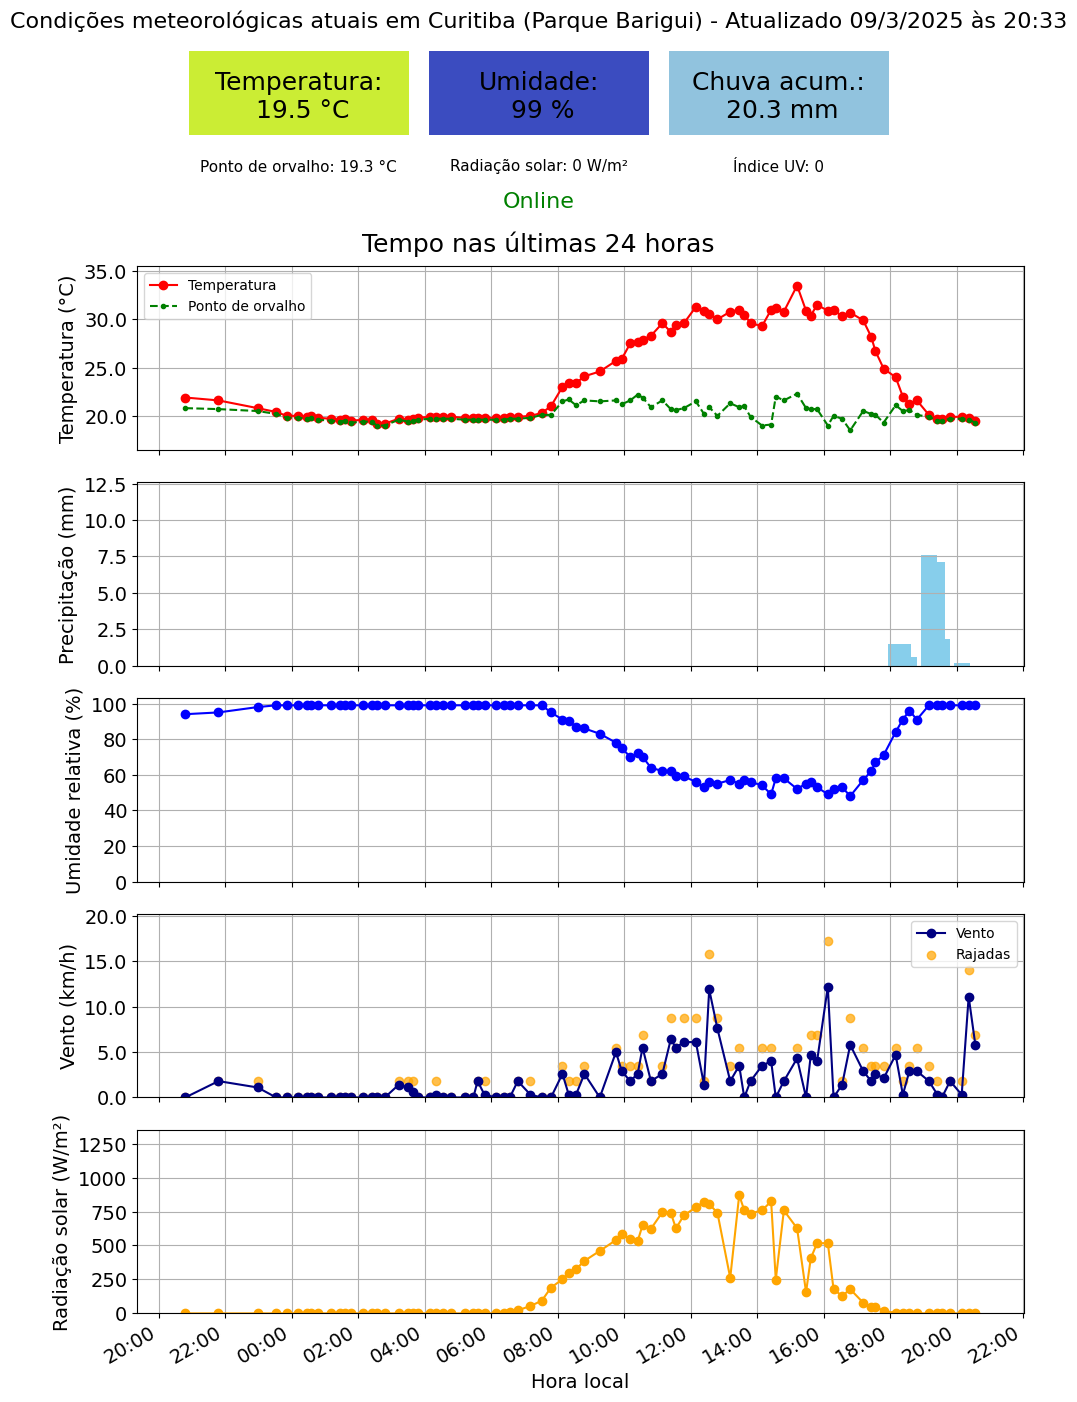 Condições meteorológicas atuais em Curitiba (Parque Barigui) - Atualizado 09/3/2025 às 20:33
Temperatura:
19.5 °C
Umidade:
99 %
Chuva acum.:
20.3 mm
Ponto de orvalho: 19.3 °C
Radiação solar: 0 W/m²
Índice UV: 0
Online
Tempo nas últimas 24 horas
Temperatura (°C)
35.0
30.0
25.0
20.0
Temperatura
Ponto de orvalho
Precipitação (mm)
12.5
10.0
7.5
5.0
2.5
0.0
Umidade relativa (%)
100
80
60
40
20
0
Vento (km/h)
20.0
15.0
10.0
5.0
0.0
Vento
Rajadas
Radiação solar (W/m²)
1250
1000
750
500
250
0
20:00
22:00
00:00
02:00
04:00
06:00
08:00
10:00
12:00
14:00
16:00
18:00
20:00
22:00
Hora local